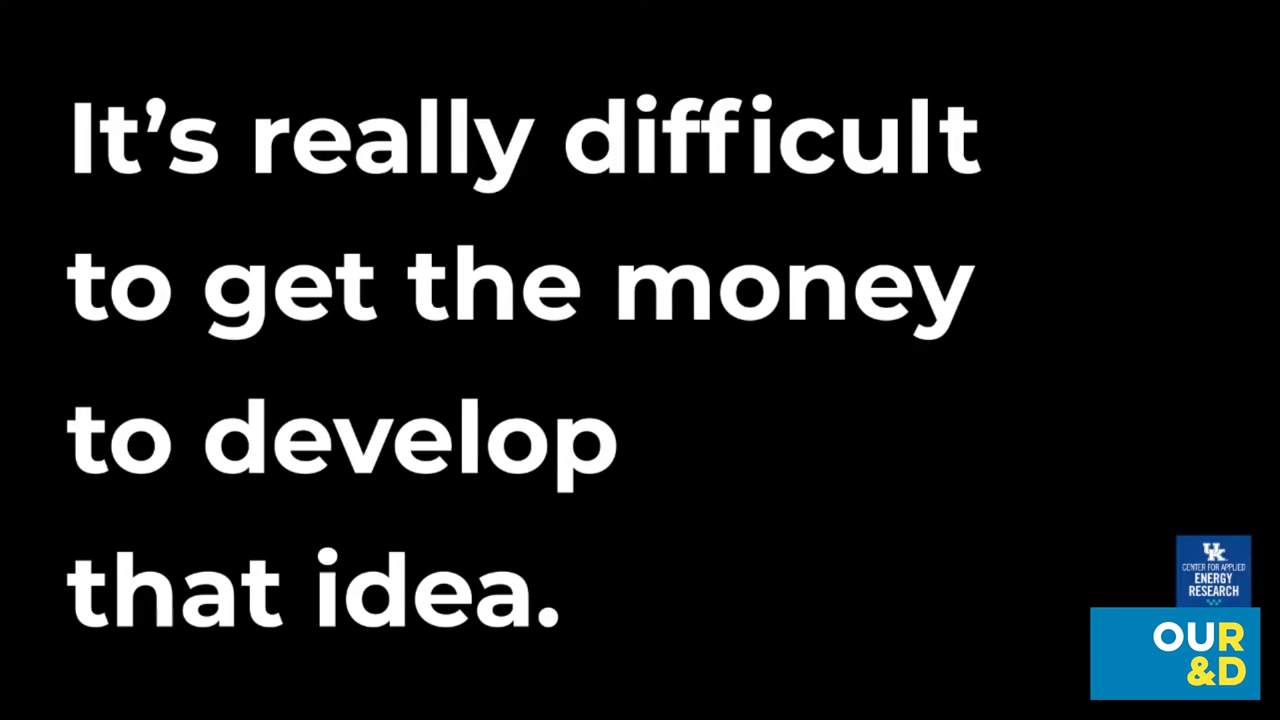 It’s really difficult
to get the money
to develop
that idea.
UK
CENTER FOR APPLIED
ENERGY
RESEARCH
OUR
&D